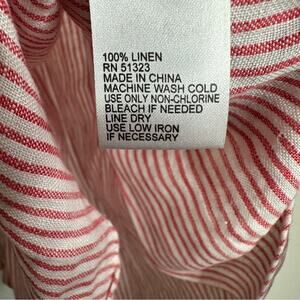 100% LINEN
RN 51323
MADE IN CHINA
MACHINE WASH COLD
USE ONLY NON-CHLORINE
BLEACH IF NEEDED
LINE DRY
USE LOW IRON
IF NECESSARY